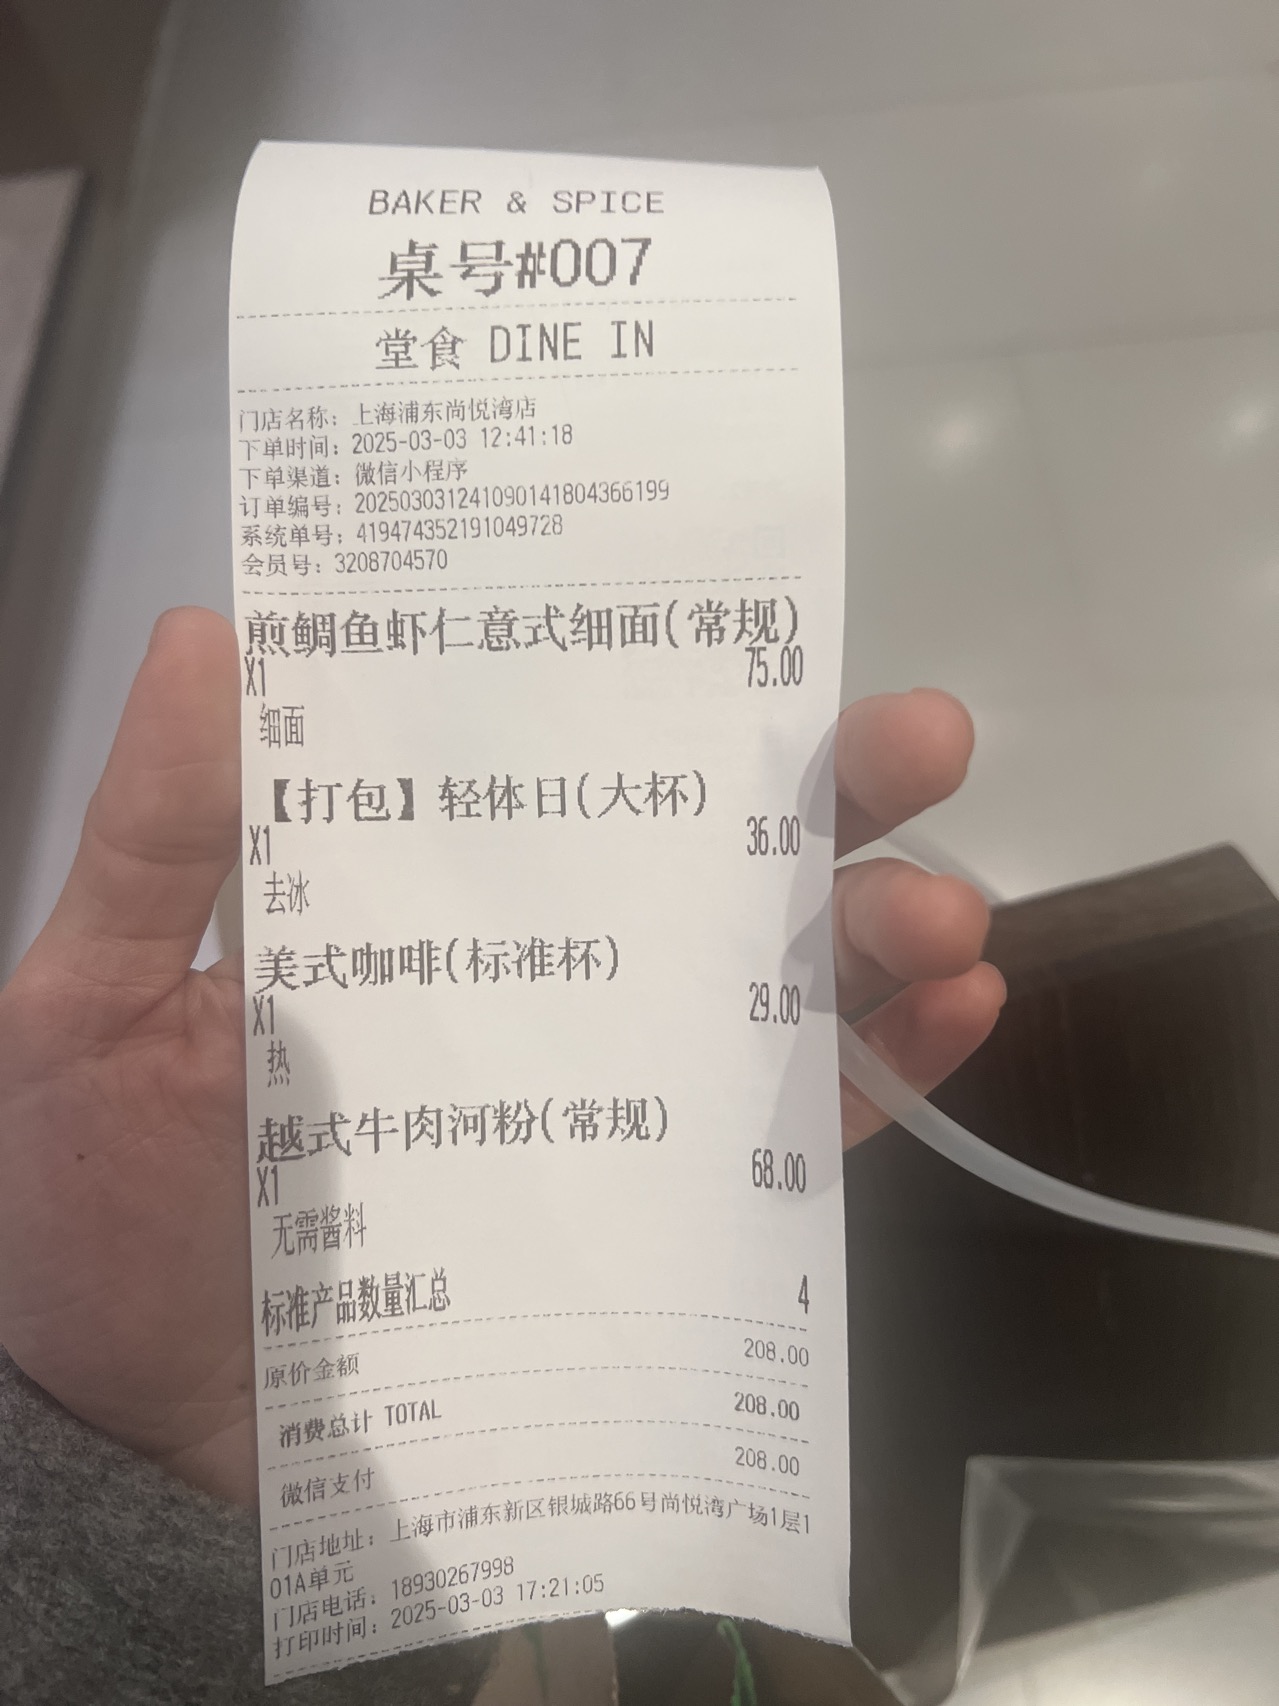 BAKER & SPICE
桌号#007
堂食 DINE IN
门店名称：上海浦东尚悦湾店
下单时间：2025-03-03 12:41:18
下单渠道：微信小程序
订单编号：20250303124109014180436​6199
系统单号：419474352191049728
会员号：3208704570
煎鲷鱼虾仁意式细面(常规)
X1 75.00
细面
【打包】轻体日(大杯)
X1 36.00
去冰
美式咖啡(标准杯)
X1 29.00
热
越式牛肉河粉(常规)
X1 68.00
无需酱料
标准产品数量汇总 4
原价金额 208.00
消费总计 TOTAL 208.00
微信支付 208.00
门店地址：上海市浦东新区银城路66号尚悦湾广场1层1
01A单元
门店电话：18930267998
打印时间：2025-03-03 17:21:05